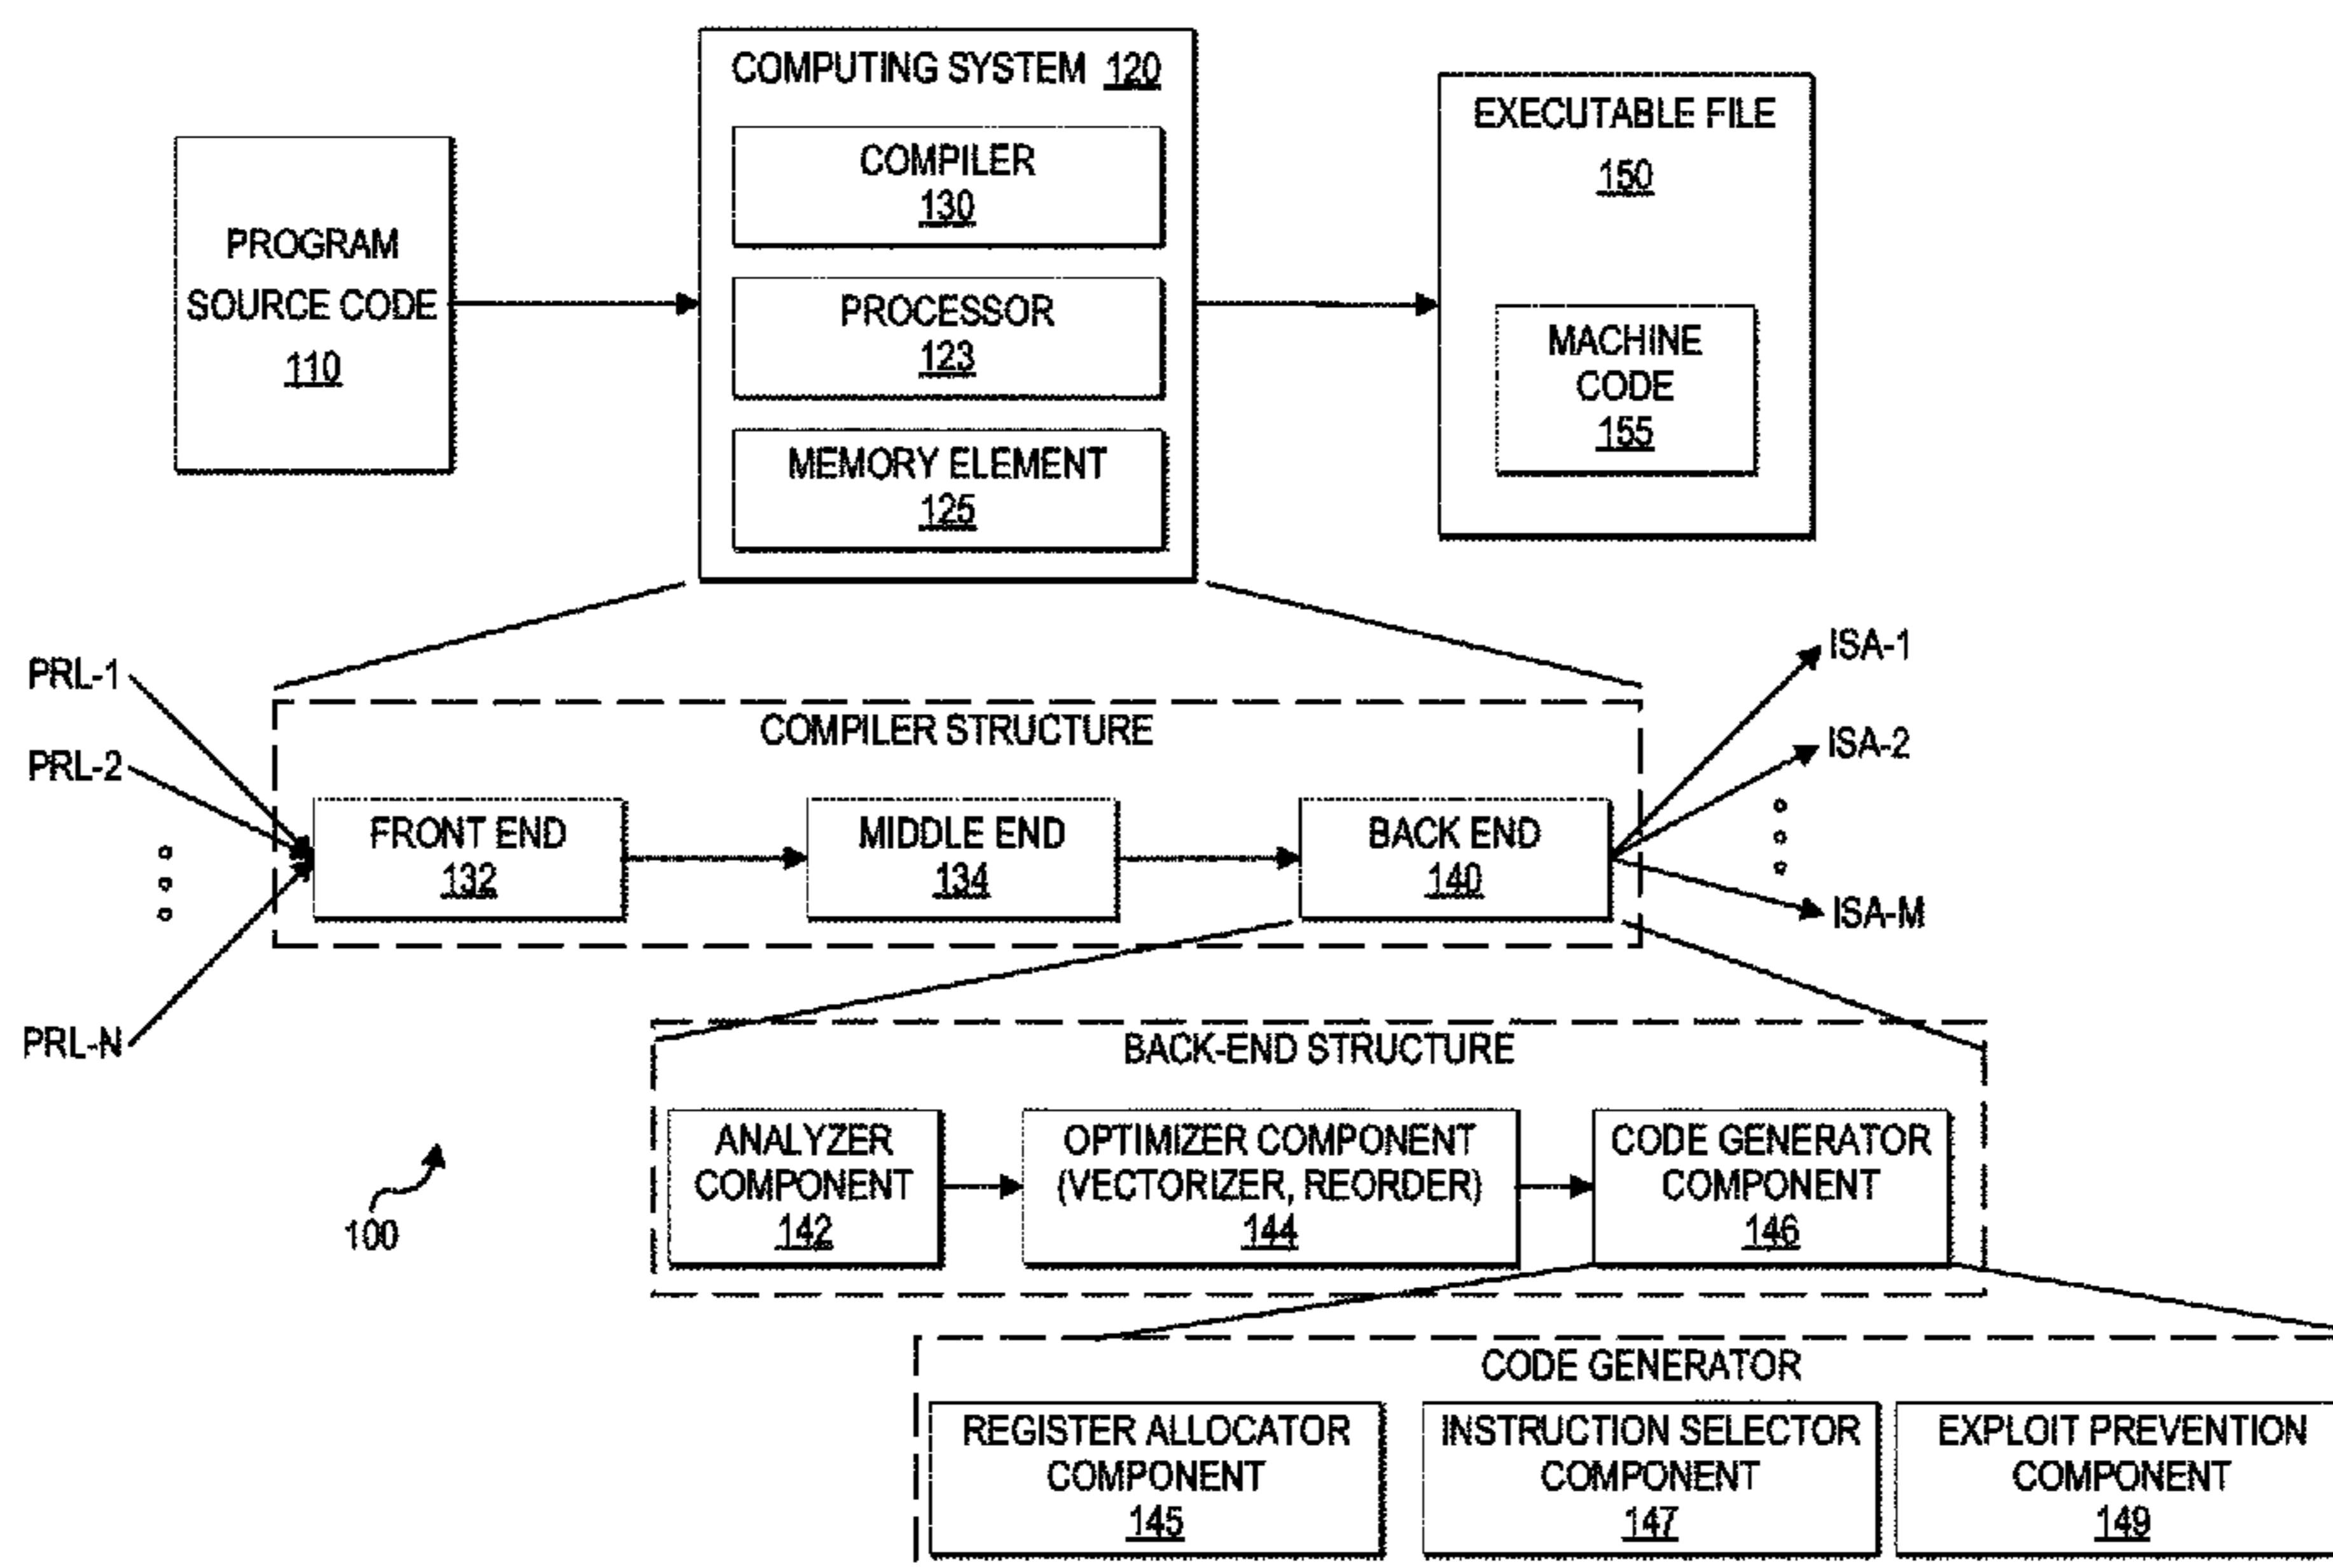 COMPUTING SYSTEM 120
COMPILER
130
PROCESSOR
123
MEMORY ELEMENT
125
PROGRAM
SOURCE CODE
110
EXECUTABLE FILE
150
MACHINE
CODE
155
PRL-1
PRL-2
PRL-N
COMPILER STRUCTURE
FRONT END
132
MIDDLE END
134
BACK END
140
ISA-1
ISA-2
ISA-M
BACK-END STRUCTURE
ANALYZER
COMPONENT
142
OPTIMIZER COMPONENT
(VECTORIZER, REORDER)
144
CODE GENERATOR
COMPONENT
146
100
CODE GENERATOR
REGISTER ALLOCATOR
COMPONENT
145
INSTRUCTION SELECTOR
COMPONENT
147
EXPLOIT PREVENTION
COMPONENT
149